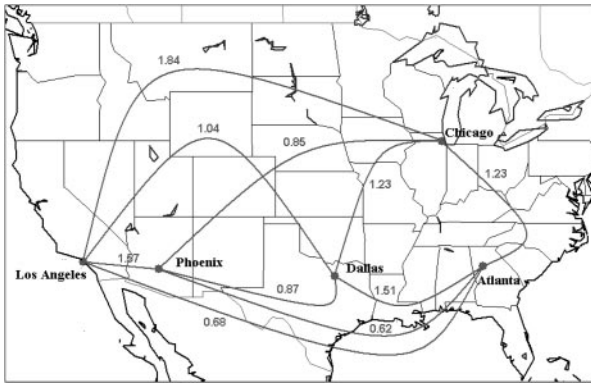 1.84
1.04
0.85
Chicago
1.23
1.23
1.57
Phoenix
Los Angeles
Dallas
Atlanta
0.87
1.51
0.68
0.62